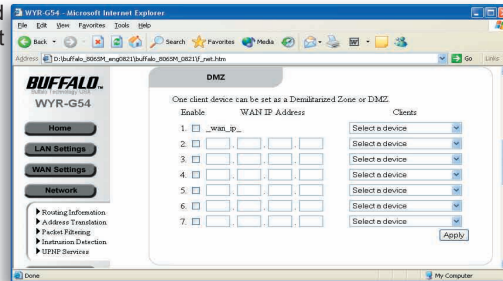 WYR-G54 - Microsoft Internet Explorer
File Edit View Favorites Tools Help
Back Search Favorites Media
Address D:\buffalo_8065M_eng0821\buffalo_8065M_0821\f_net.htm Go Links
BUFFALO™
Buffalo Technology USA
WYR-G54
Home
LAN Settings
WAN Settings
Network
Routing Information
Address Translation
Packet Filtering
Instrusion Detection
UPNP Services
DMZ
One client device can be set as a Demilitarized Zone or DMZ.
Enable WAN IP Address Clients
1. _wan_ip_ Select a device
2. . . . Select a device
3. . . . Select a device
4. . . . Select a device
5. . . . Select a device
6. . . . Select a device
7. . . . Select a device
Apply
Done My Computer